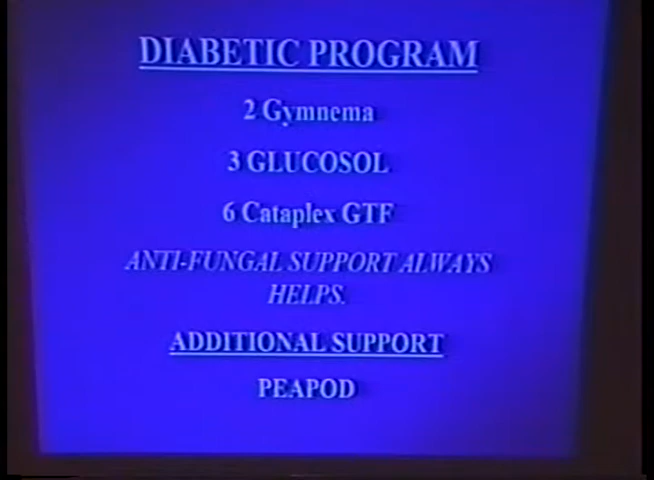 DIABETIC PROGRAM
2 Gymnema
3 GLUCOSOL
6 Cataplex GTF
ANTI-FUNGAL SUPPORT ALWAYS
HELPS.
ADDITIONAL SUPPORT
PEAPOD